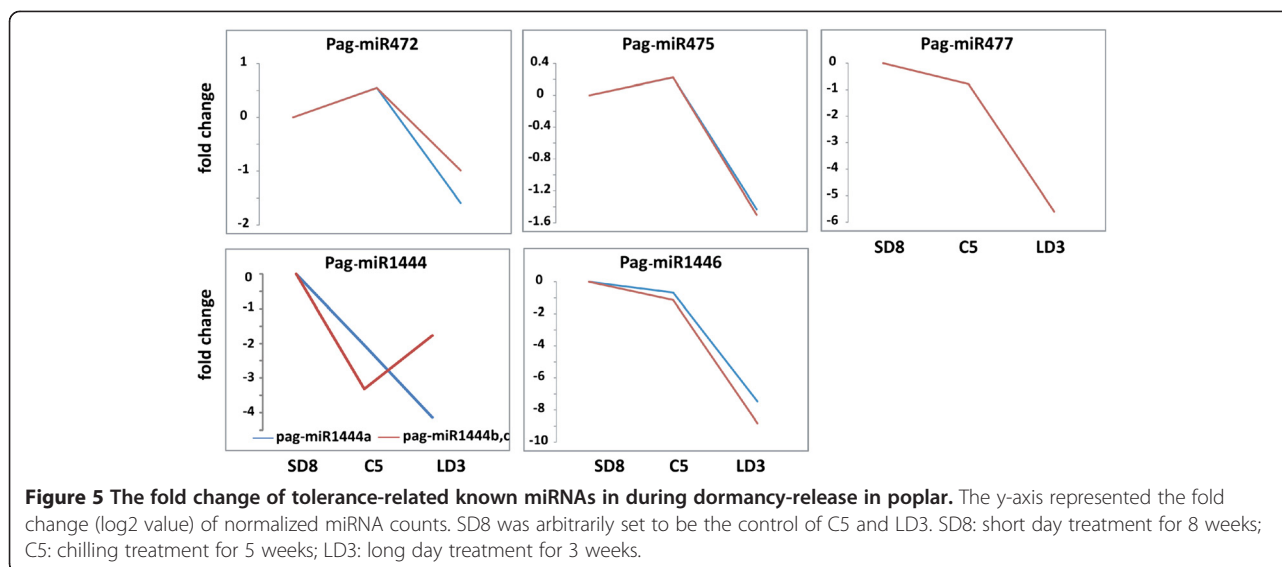 Pag-miR472
fold change
1
0
-1
-2
Pag-miR475
0.4
0
-0.4
-0.8
-1.2
-1.6
Pag-miR477
0
-1
-2
-3
-4
-5
-6
SD8 C5 LD3
Pag-miR1444
fold change
0
-1
-2
-3
-4
pag-miR1444a pag-miR1444b,c
SD8 C5 LD3
Pag-miR1446
0
-2
-4
-6
-8
-10
SD8 C5 LD3
Figure 5 The fold change of tolerance-related known miRNAs in during dormancy-release in poplar. The y-axis represented the fold
change (log2 value) of normalized miRNA counts. SD8 was arbitrarily set to be the control of C5 and LD3. SD8: short day treatment for 8 weeks;
C5: chilling treatment for 5 weeks; LD3: long day treatment for 3 weeks.